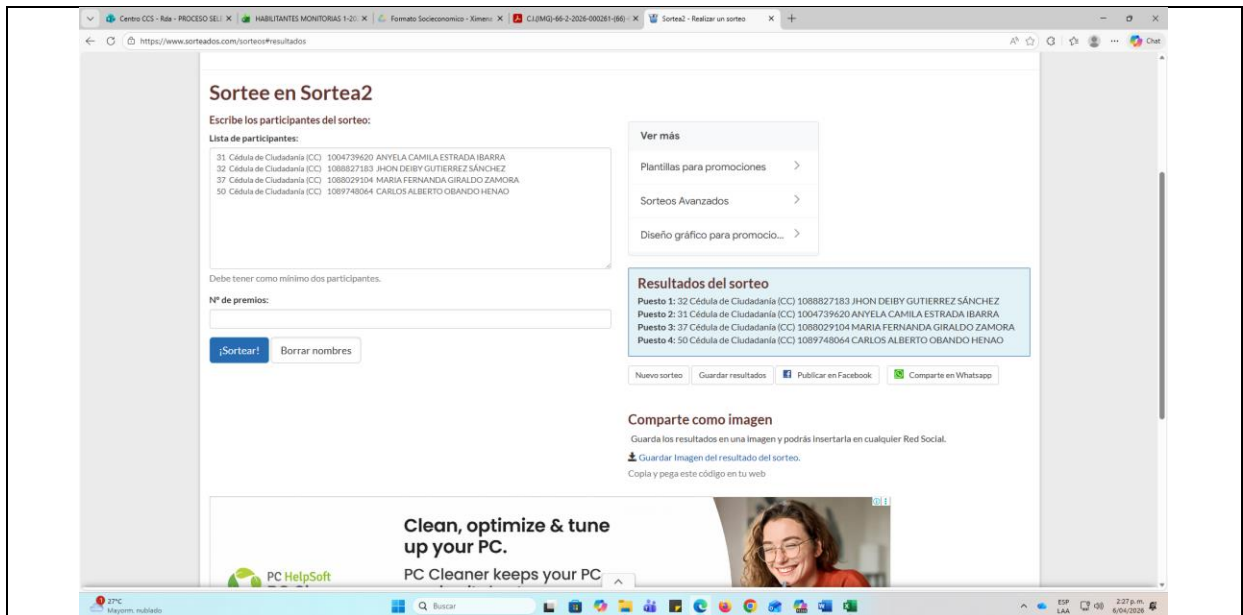 Centro CCS - Rda - PROCESO SELI
HABILITANTES MONITORIAS 1-20
Formato Socieconomico - Ximen
C.I.(IMG)-66-2-2026-000261-(66)
Sortea2 - Realizar un sorteo
https://www.sorteados.com/sorteos#resultados
Chat
Sortee en Sortea2
Escribe los participantes del sorteo:
Lista de participantes:
31 Cédula de Ciudadanía (CC) 1004739620 ANYELA CAMILA ESTRADA IBARRA
32 Cédula de Ciudadanía (CC) 1088827183 JHON DEIBY GUTIERREZ SÁNCHEZ
37 Cédula de Ciudadanía (CC) 1088029104 MARIA FERNANDA GIRALDO ZAMORA
50 Cédula de Ciudadanía (CC) 1089748064 CARLOS ALBERTO OBANDO HENAO
Debe tener como mínimo dos participantes.
Nº de premios:
¡Sortear!
Borrar nombres
Ver más
Plantillas para promociones
Sorteos Avanzados
Diseño gráfico para promocio...
Resultados del sorteo
Puesto 1: 32 Cédula de Ciudadanía (CC) 1088827183 JHON DEIBY GUTIERREZ SÁNCHEZ
Puesto 2: 31 Cédula de Ciudadanía (CC) 1004739620 ANYELA CAMILA ESTRADA IBARRA
Puesto 3: 37 Cédula de Ciudadanía (CC) 1088029104 MARIA FERNANDA GIRALDO ZAMORA
Puesto 4: 50 Cédula de Ciudadanía (CC) 1089748064 CARLOS ALBERTO OBANDO HENAO
Nuevo sorteo
Guardar resultados
Publicar en Facebook
Comparte en Whatsapp
Comparte como imagen
Guarda los resultados en una imagen y podrás insertarla en cualquier Red Social.
Guardar Imagen del resultado del sorteo.
Copia y pega este código en tu web
Clean, optimize & tune
up your PC.
PC HelpSoft
PC Cleaner keeps your PC
27°C
Mayorm. nublado
Buscar
ESP
LAA
2:27 p. m.
6/04/2026